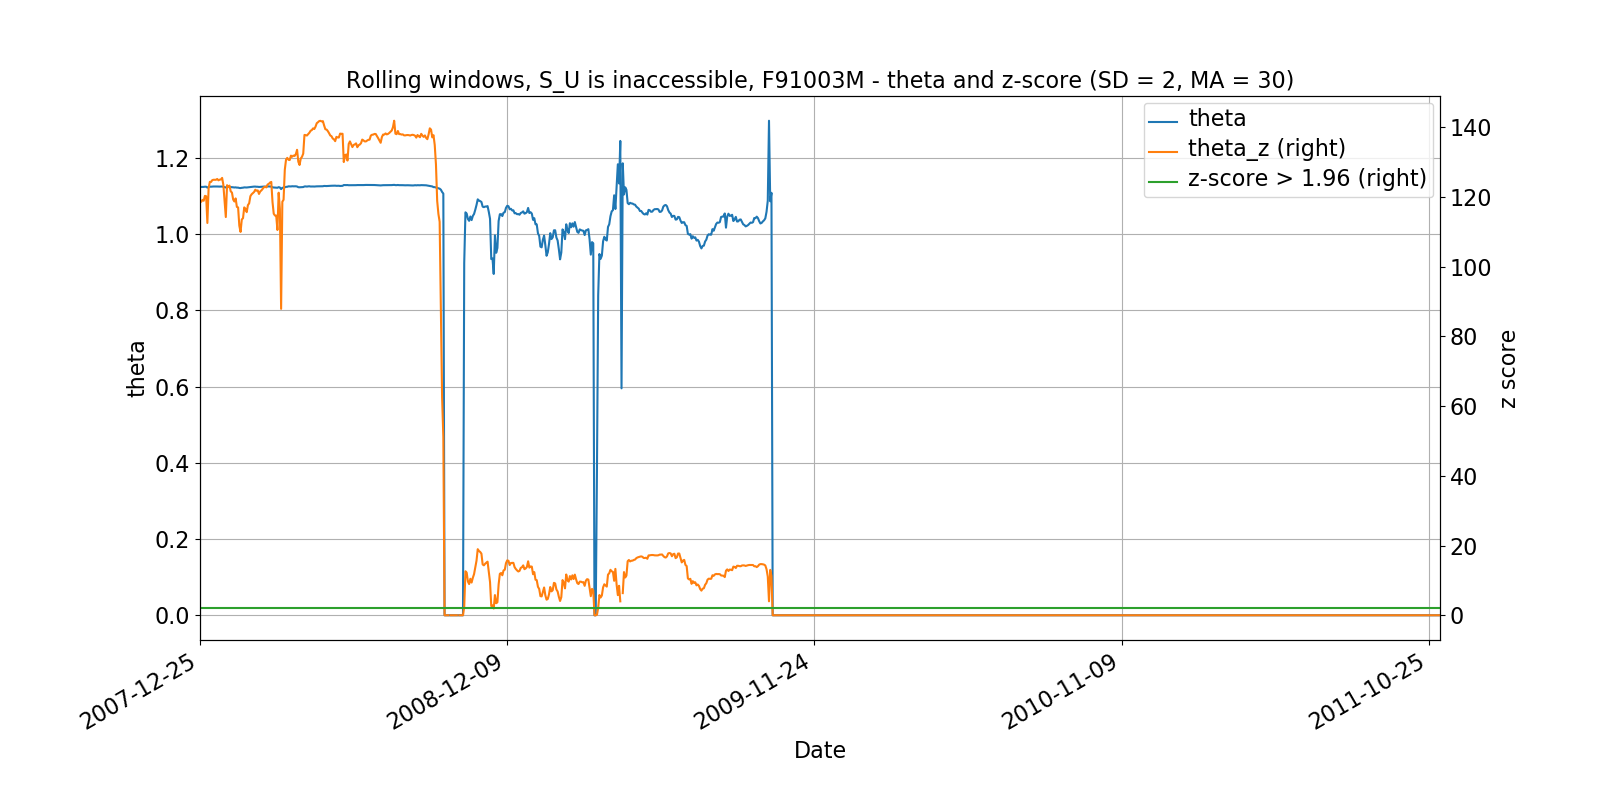 Rolling windows, S_U is inaccessible, F91003M - theta and z-score (SD = 2, MA = 30)
theta
theta_z (right)
z-score > 1.96 (right)
1.2
1.0
0.8
0.6
0.4
0.2
0.0
theta
140
120
100
80
60
40
20
0
z score
2007-12-25
2008-12-09
2009-11-24
2010-11-09
2011-10-25
Date